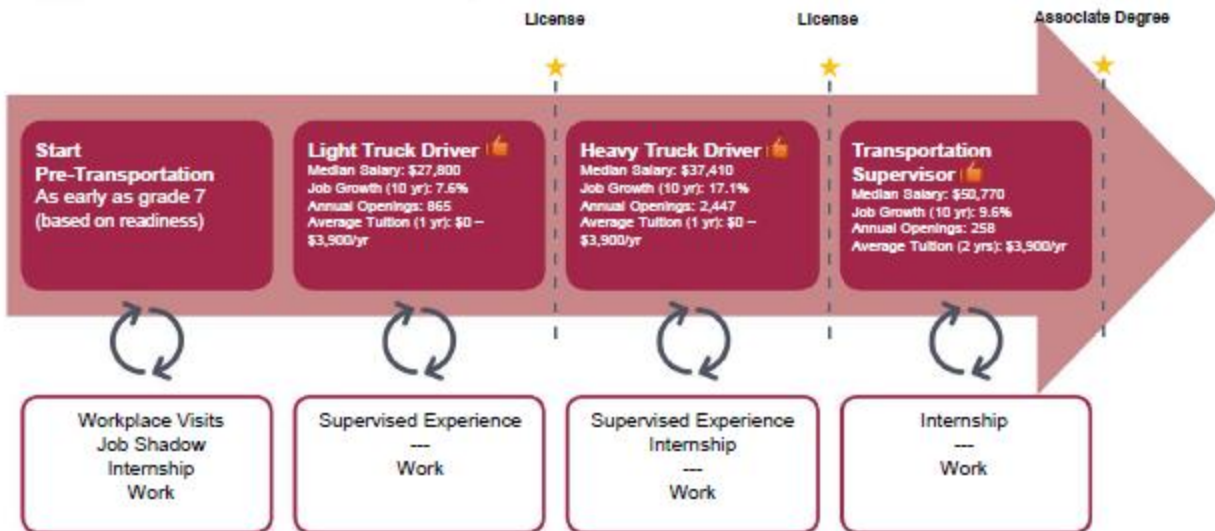 License
License
Associate Degree
Start
Pre-Transportation
As early as grade 7
(based on readiness)
Light Truck Driver
Median Salary: $27,800
Job Growth (10 yr): 7.6%
Annual Openings: 865
Average Tuition (1 yr): $0 –
$3,900/yr
Heavy Truck Driver
Median Salary: $37,410
Job Growth (10 yr): 17.1%
Annual Openings: 2,447
Average Tuition (1 yr): $0 –
$3,900/yr
Transportation
Supervisor
Median Salary: $50,770
Job Growth (10 yr): 9.6%
Annual Openings: 258
Average Tuition (2 yrs): $3,900/yr
Workplace Visits
Job Shadow
Internship
Work
Supervised Experience
---
Work
Supervised Experience
Internship
---
Work
Internship
---
Work